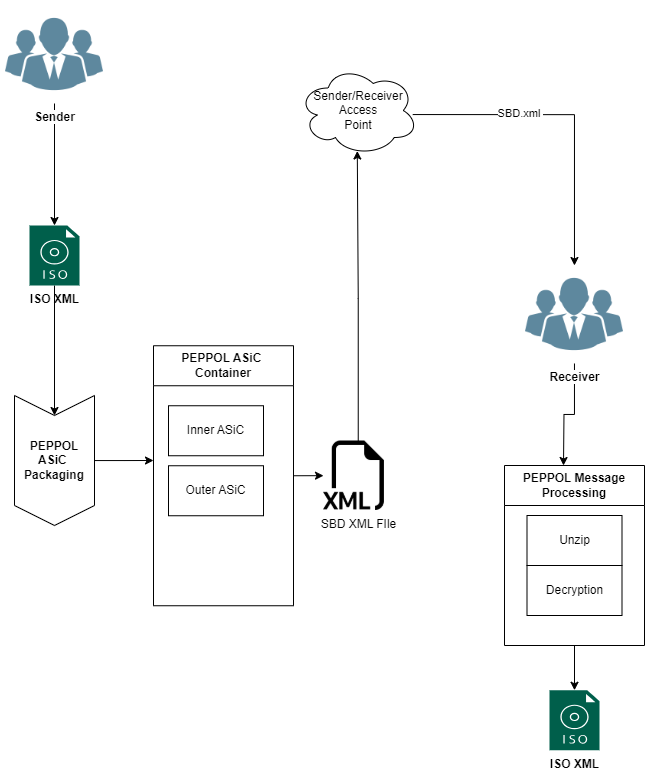 Sender
ISO
ISO XML
PEPPOL
ASiC
Packaging
PEPPOL ASiC
Container
Inner ASiC
Outer ASiC
XML
SBD XML FIle
Sender/Receiver
Access
Point
SBD.xml
Receiver
PEPPOL Message
Processing
Unzip
Decryption
ISO
ISO XML